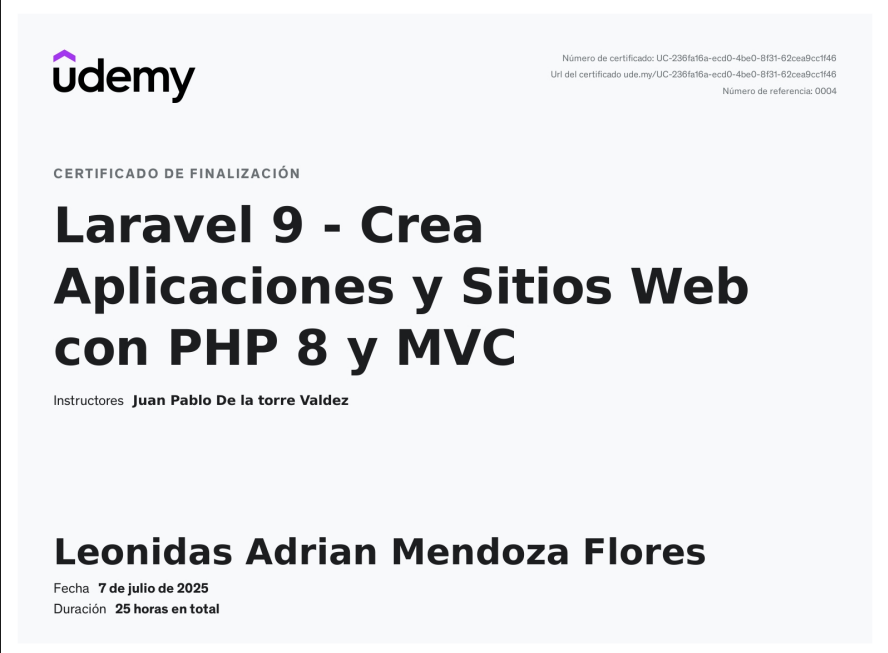 udemy
Número de certificado: UC-236fa16a-ecd0-4be0-8f31-62cea9cc1f46
Url del certificado ude.my/UC-236fa16a-ecd0-4be0-8f31-62cea9cc1f46
Número de referencia: 0004
CERTIFICADO DE FINALIZACIÓN
Laravel 9 - Crea
Aplicaciones y Sitios Web
con PHP 8 y MVC
Instructores Juan Pablo De la torre Valdez
Leonidas Adrian Mendoza Flores
Fecha 7 de julio de 2025
Duración 25 horas en total